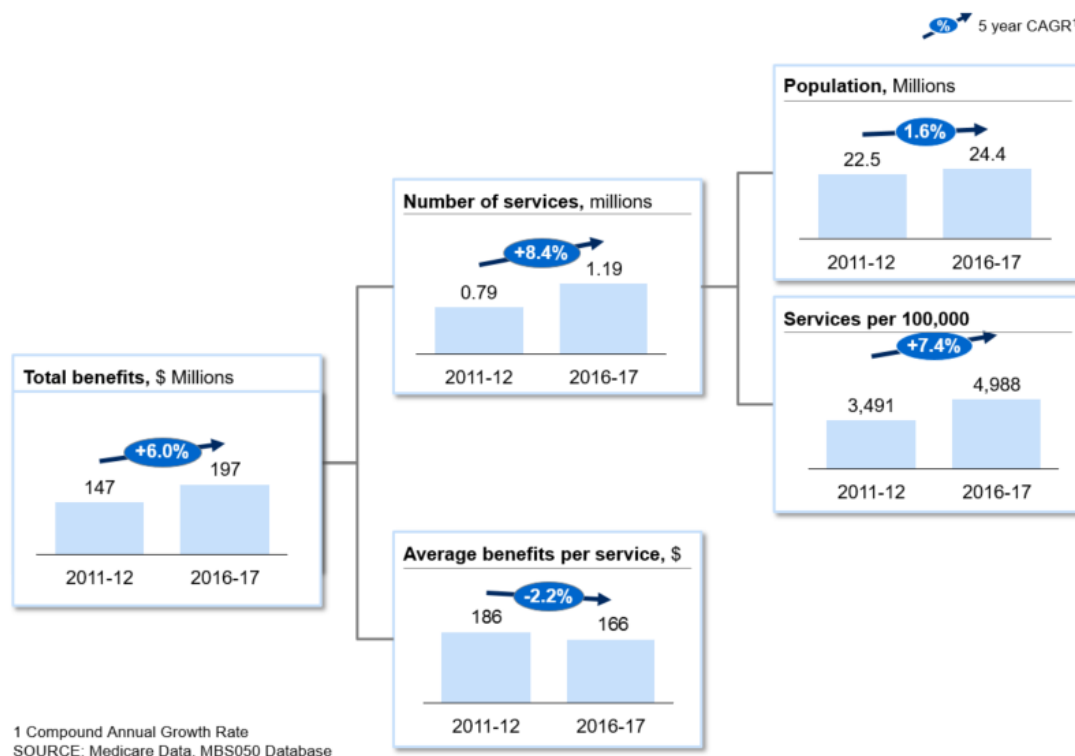 % 5 year CAGR¹
Population, Millions
1.6%
22.5 24.4
2011-12 2016-17
Number of services, millions
+8.4%
0.79 1.19
2011-12 2016-17
Services per 100,000
+7.4%
3,491 4,988
2011-12 2016-17
Total benefits, $ Millions
+6.0%
147 197
2011-12 2016-17
Average benefits per service, $
-2.2%
186 166
2011-12 2016-17
1 Compound Annual Growth Rate
SOURCE: Medicare Data, MBS050 Database